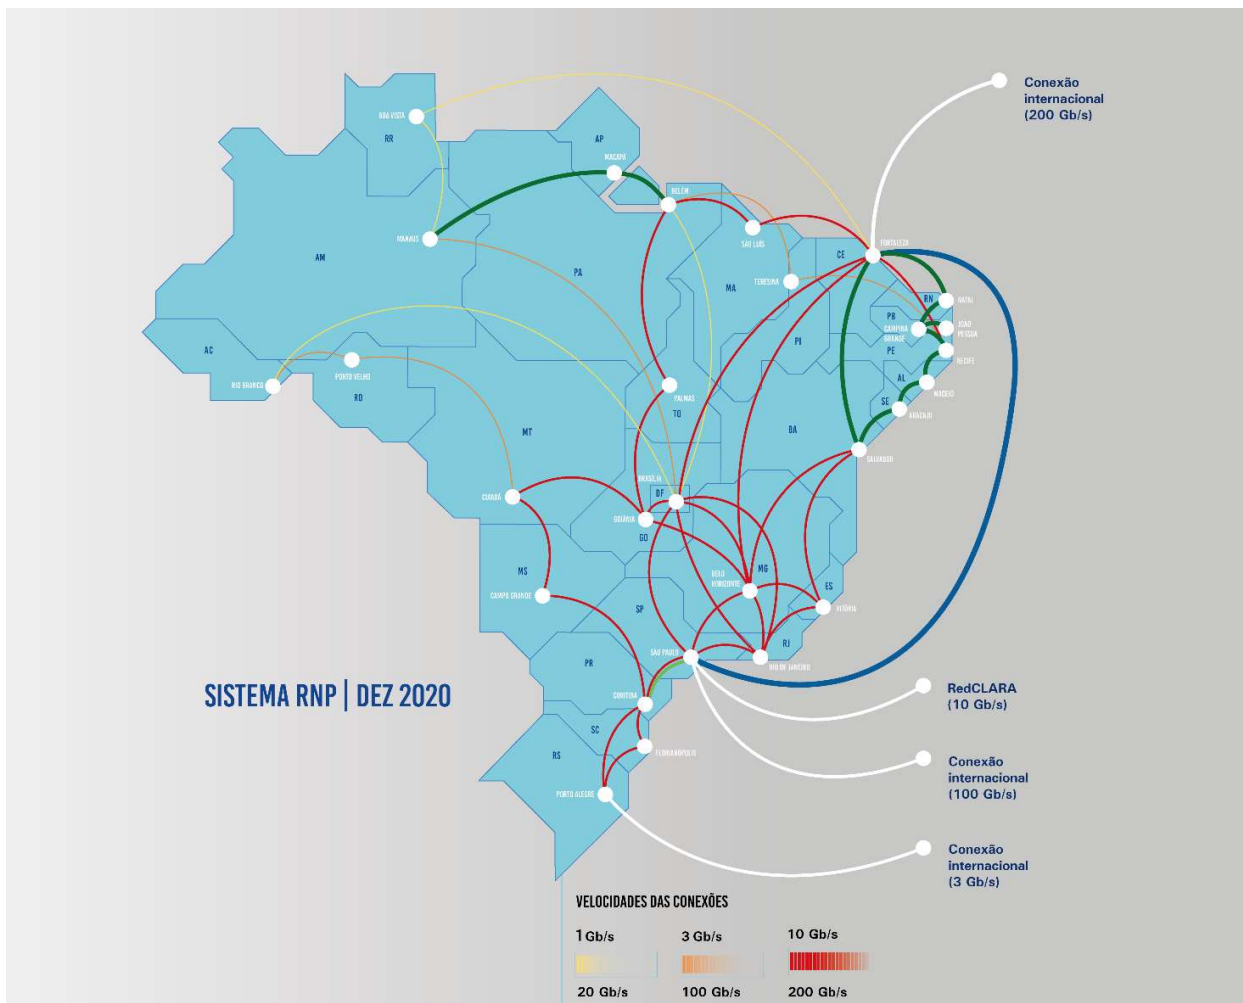 Conexão
internacional
(200 Gb/s)
BOA VISTA
RR
AP
MACAPÁ
BELÉM
MANAUS
SÃO LUÍS
FORTALEZA
AM
PA
CE
MA
TERESINA
RN
NATAL
PB
CAMPINA
GRANDE
JOÃO
PESSOA
PI
PE
RECIFE
AC
PORTO VELHO
RIO BRANCO
RO
AL
MACEIÓ
PALMAS
TO
SE
ARACAJU
MT
BA
SALVADOR
BRASÍLIA
DF
CUIABÁ
GOIÂNIA
GO
MS
BELO
HORIZONTE
MG
ES
CAMPO GRANDE
SP
VITÓRIA
RJ
SÃO PAULO
RIO DE JANEIRO
PR
SISTEMA RNP | DEZ 2020
CURITIBA
RedCLARA
(10 Gb/s)
SC
FLORIANÓPOLIS
RS
PORTO ALEGRE
Conexão
internacional
(100 Gb/s)
Conexão
internacional
(3 Gb/s)
VELOCIDADES DAS CONEXÕES
1 Gb/s 3 Gb/s 10 Gb/s
20 Gb/s 100 Gb/s 200 Gb/s